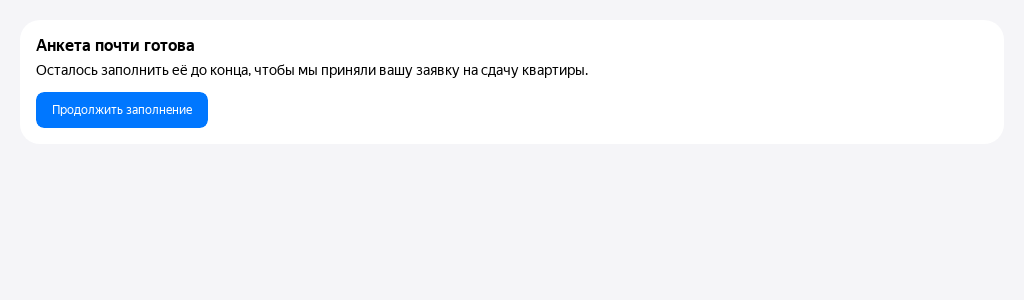 Анкета почти готова
Осталось заполнить её до конца, чтобы мы приняли вашу заявку на сдачу квартиры.
Продолжить заполнение